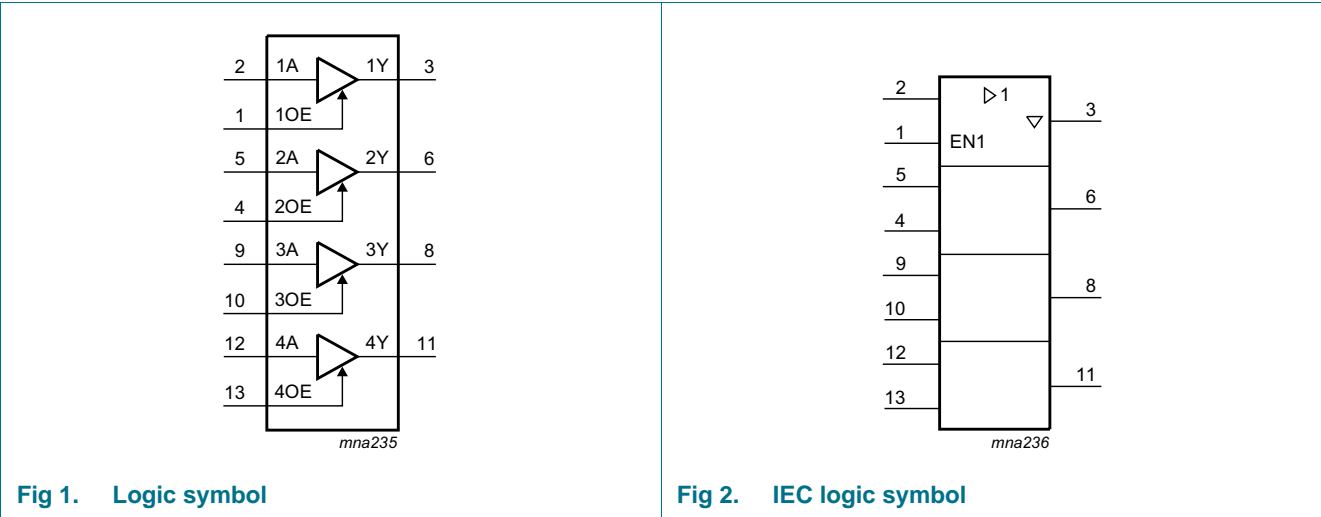 2 1A 1Y 3
1 1OE
5 2A 2Y 6
4 2OE
9 3A 3Y 8
10 3OE
12 4A 4Y 11
13 4OE
mna235
Fig 1. Logic symbol
2 1 3
1 EN1
5
6
4
9
8
10
12
11
13
mna236
Fig 2. IEC logic symbol